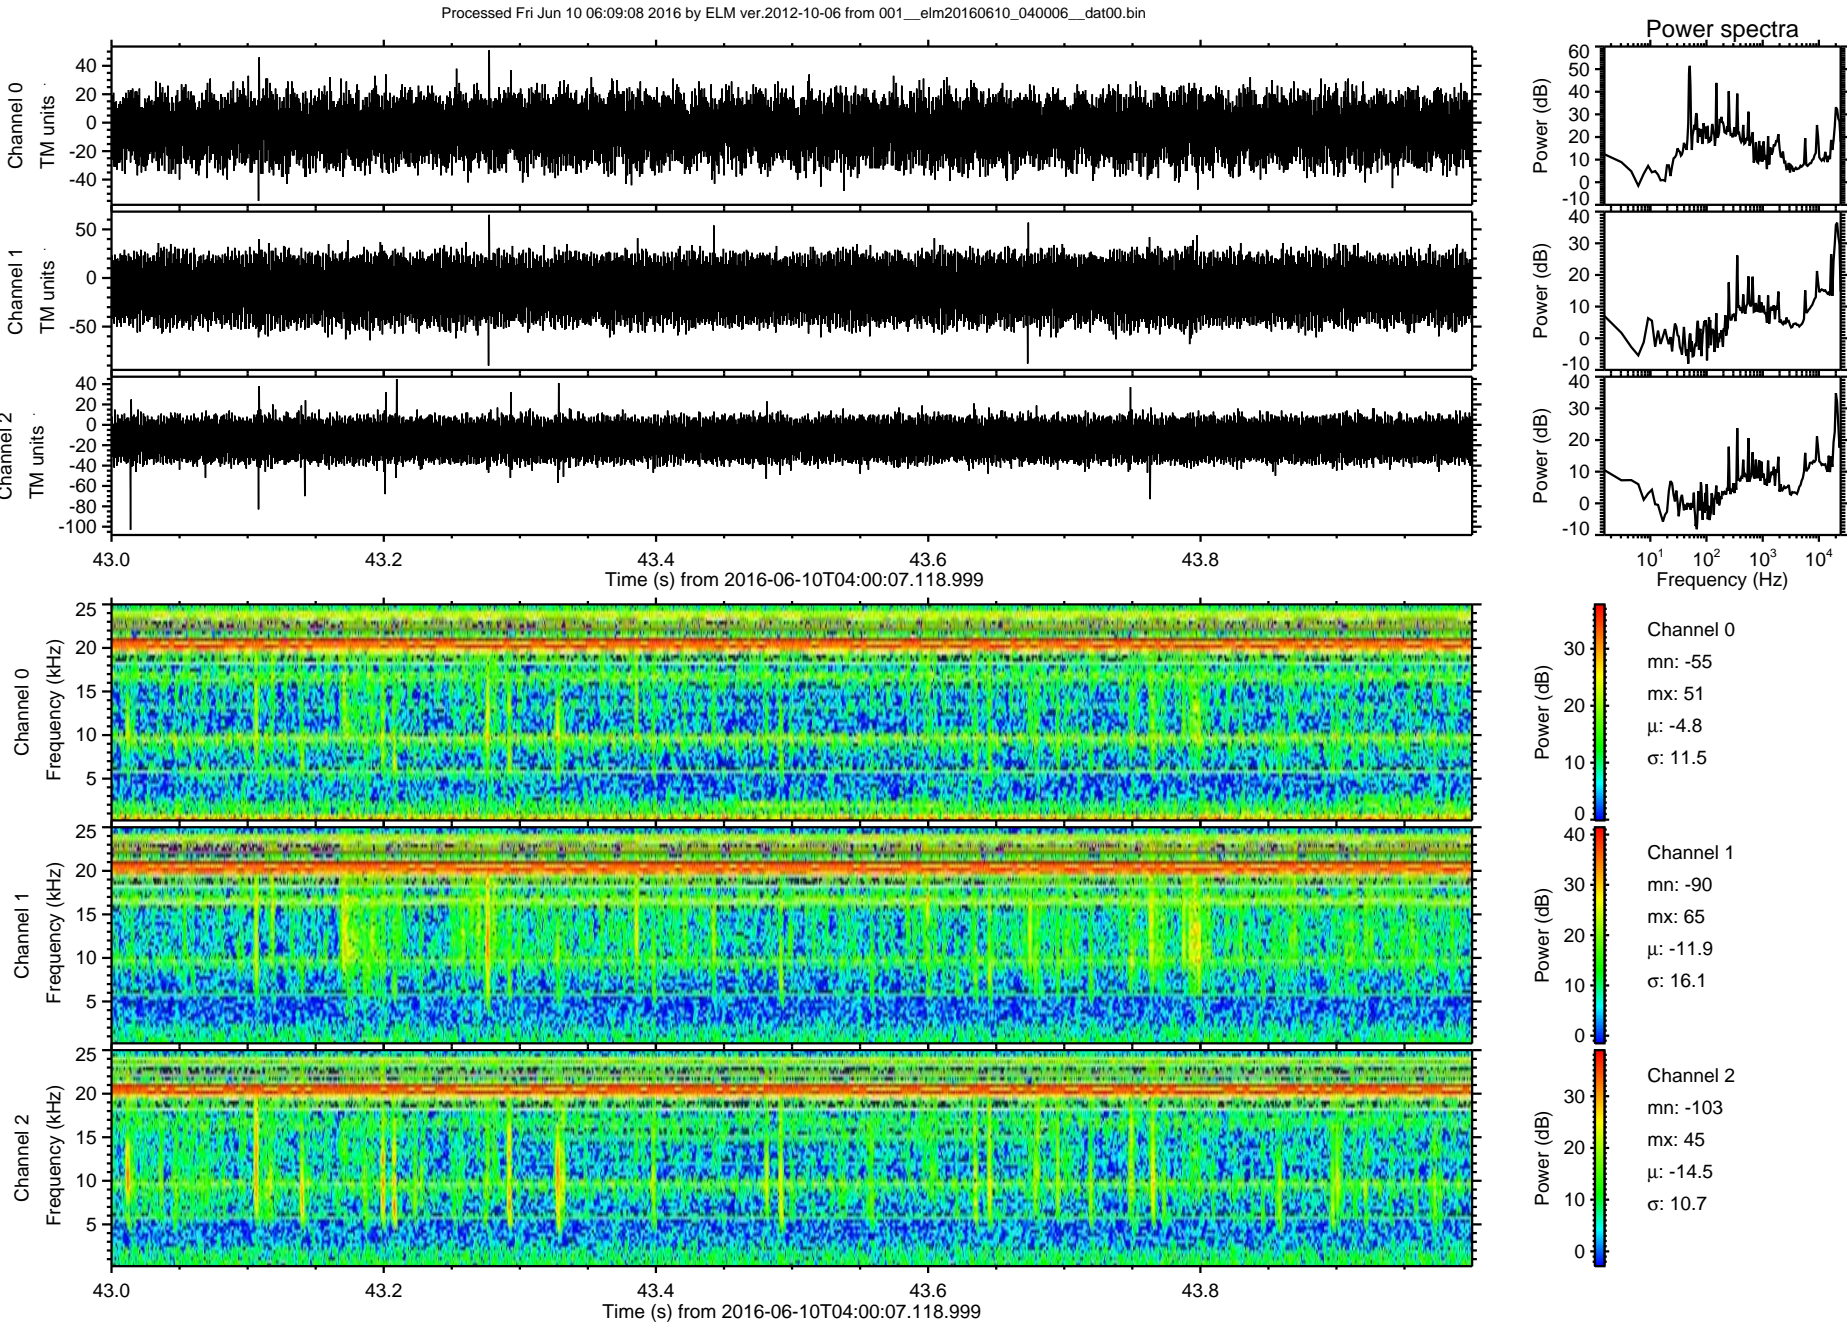 Processed Fri Jun 10 06:09:08 2016 by ELM ver.2012-10-06 from 001__elm20160610_040006__dat00.bin
Power spectra
Channel 0
TM units
40
20
0
-20
-40
Power (dB)
60
50
40
30
20
10
0
-10
Channel 1
TM units
50
0
-50
Power (dB)
40
30
20
10
0
-10
Channel 2
TM units
40
20
0
-20
-40
-60
-80
-100
Power (dB)
40
30
20
10
0
-10
43.0 43.2 43.4 43.6 43.8
Time (s) from 2016-06-10T04:00:07.118.999
10^1 10^2 10^3 10^4
Frequency (Hz)
Channel 0
Frequency (kHz)
25
20
15
10
5
Power (dB)
30
20
10
0
Channel 0
mn: -55
mx: 51
μ: -4.8
σ: 11.5
Channel 1
Frequency (kHz)
25
20
15
10
5
Power (dB)
40
30
20
10
0
Channel 1
mn: -90
mx: 65
μ: -11.9
σ: 16.1
Channel 2
Frequency (kHz)
25
20
15
10
5
Power (dB)
30
20
10
0
Channel 2
mn: -103
mx: 45
μ: -14.5
σ: 10.7
43.0 43.2 43.4 43.6 43.8
Time (s) from 2016-06-10T04:00:07.118.999